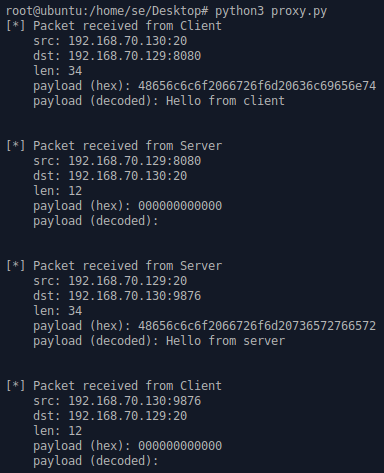 root@ubuntu:/home/se/Desktop# python3 proxy.py
[*] Packet received from Client
src: 192.168.70.130:20
dst: 192.168.70.129:8080
len: 34
payload (hex): 48656c6c6f2066726f6d20636c69656e74
payload (decoded): Hello from client
[*] Packet received from Server
src: 192.168.70.129:8080
dst: 192.168.70.130:20
len: 12
payload (hex): 000000000000
payload (decoded):
[*] Packet received from Server
src: 192.168.70.129:20
dst: 192.168.70.130:9876
len: 34
payload (hex): 48656c6c6f2066726f6d20736572766572
payload (decoded): Hello from server
[*] Packet received from Client
src: 192.168.70.130:9876
dst: 192.168.70.129:20
len: 12
payload (hex): 000000000000
payload (decoded):